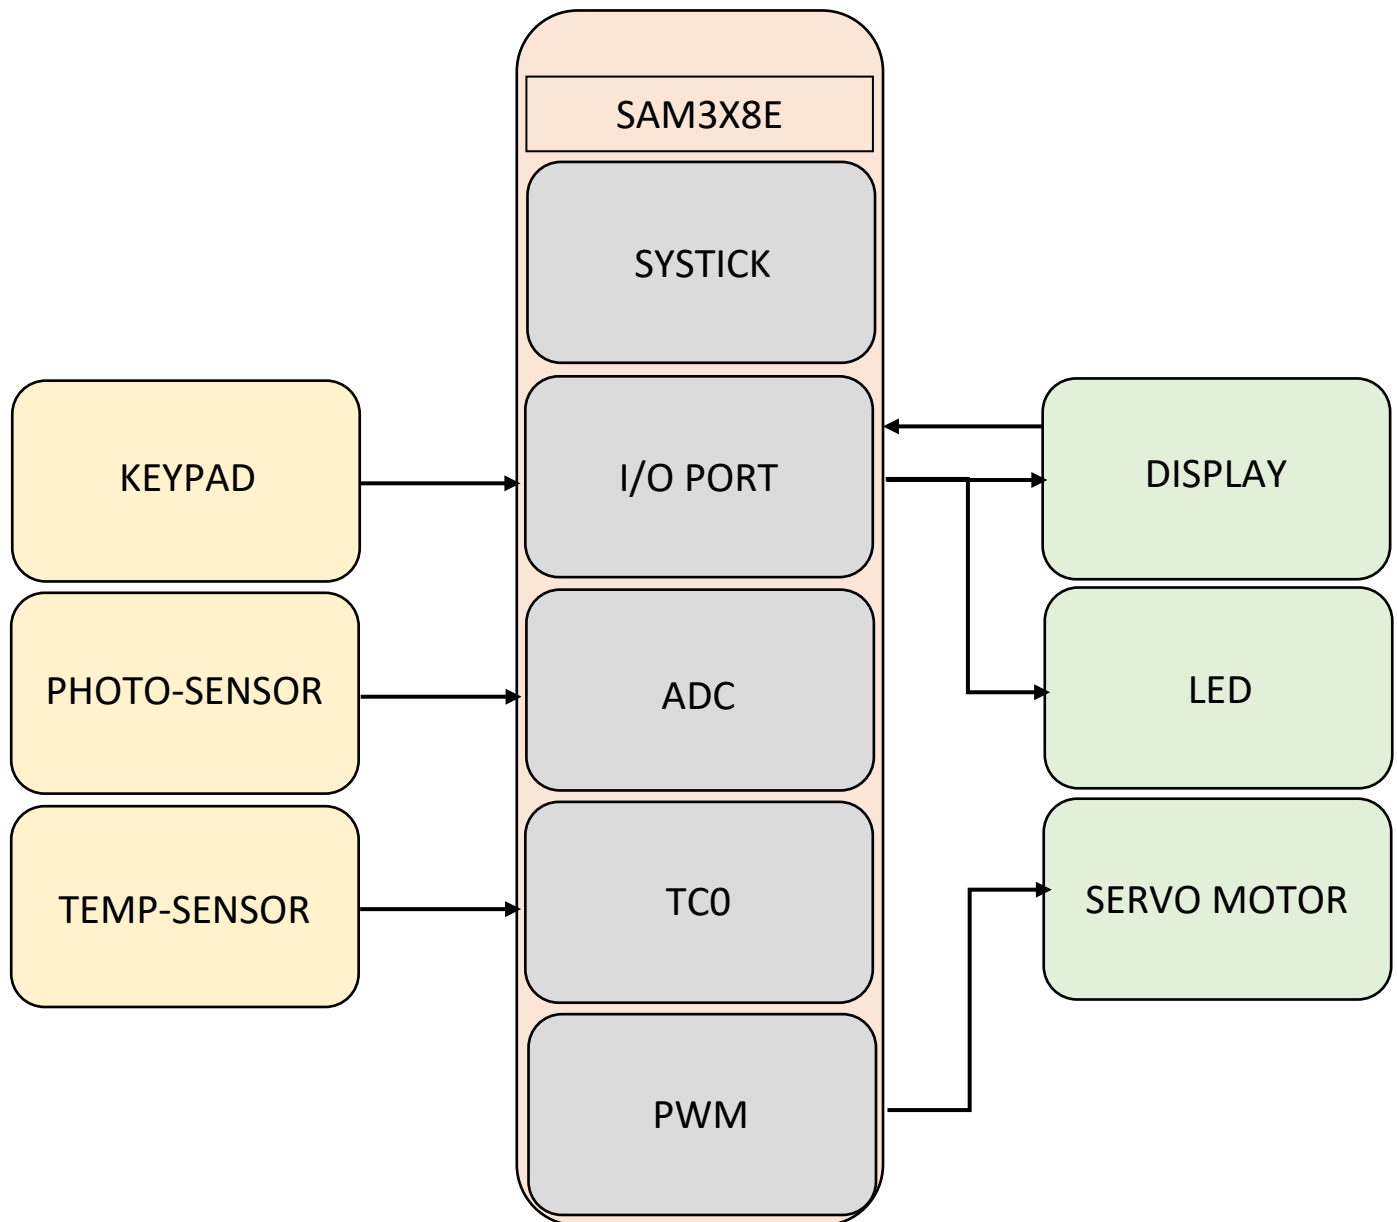 SAM3X8E
SYSTICK
KEYPAD
I/O PORT
DISPLAY
PHOTO-SENSOR
ADC
LED
TEMP-SENSOR
TC0
SERVO MOTOR
PWM